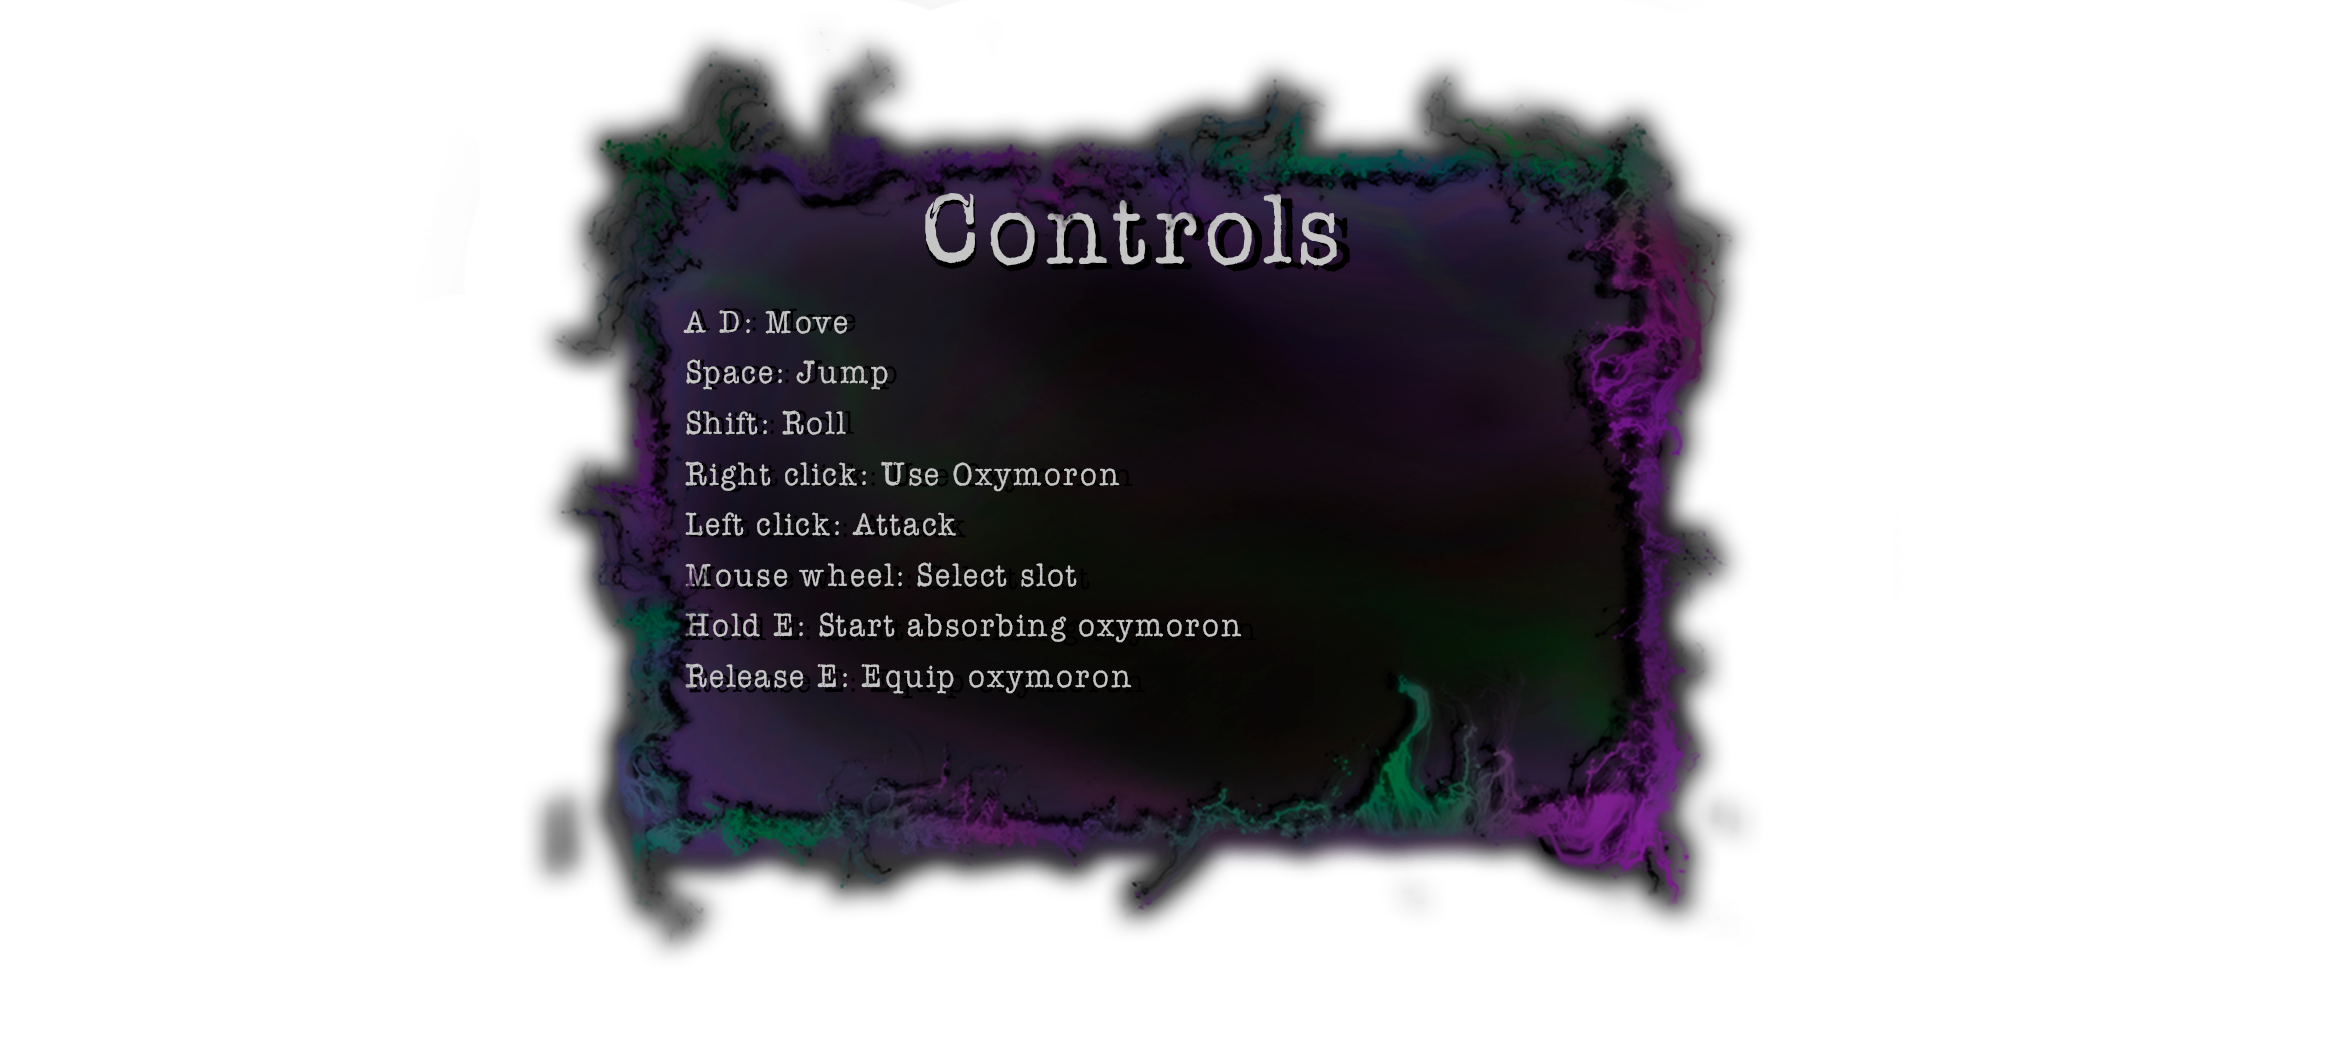 Controls
A D: Move
Space: Jump
Shift: Roll
Right click: Use Oxymoron
Left click: Attack
Mouse wheel: Select slot
Hold E: Start absorbing oxymoron
Release E: Equip oxymoron